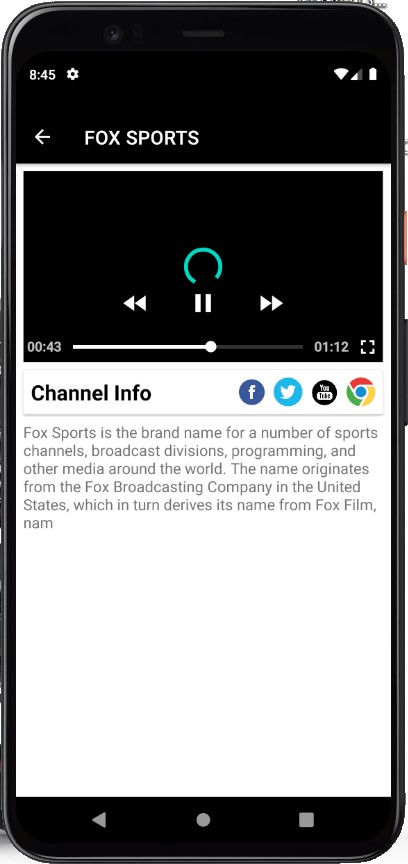 8:45
FOX SPORTS
00:43 01:12
Channel Info
You
Tube
Fox Sports is the brand name for a number of sports
channels, broadcast divisions, programming, and
other media around the world. The name originates
from the Fox Broadcasting Company in the United
States, which in turn derives its name from Fox Film,
nam